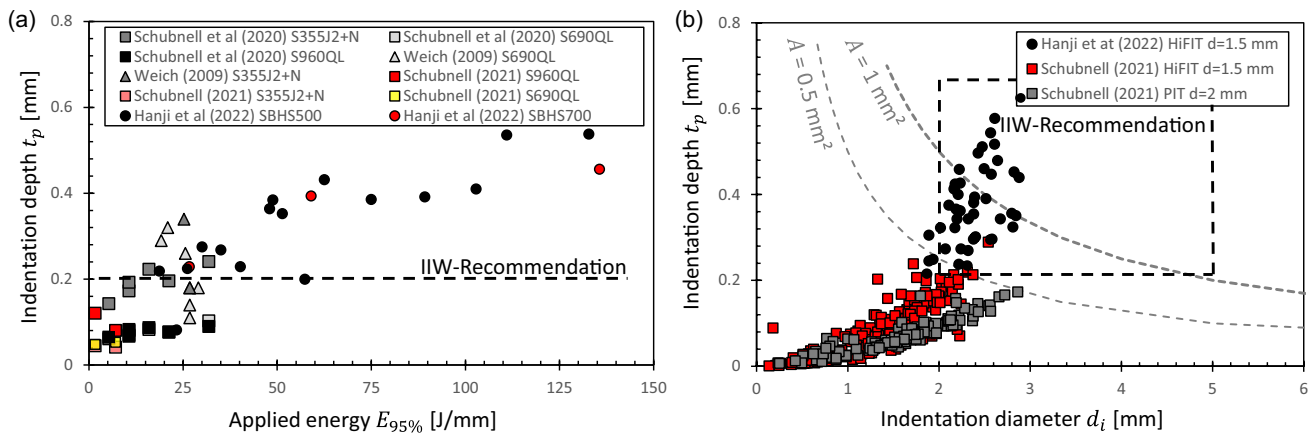 (a)
0.8
0.6
0.4
0.2
0
Indentation depth t_p [mm]
Schubnell et al (2020) S355J2+N
Schubnell et al (2020) S690QL
Schubnell et al (2020) S960QL
Weich (2009) S690QL
Weich (2009) S355J2+N
Schubnell (2021) S960QL
Schubnell (2021) S355J2+N
Schubnell (2021) S690QL
Hanji et al (2022) SBHS500
Hanji et al (2022) SBHS700
IIW-Recommendation
0 25 50 75 100 125 150
Applied energy E_95% [J/mm]
(b)
0.8
0.6
0.4
0.2
0
Indentation depth t_p [mm]
A = 0.5 mm²
A = 1 mm²
Hanji et at (2022) HiFIT d=1.5 mm
Schubnell (2021) HiFIT d=1.5 mm
Schubnell (2021) PIT d=2 mm
IIW-Recommendation
0 1 2 3 4 5 6
Indentation diameter d_i [mm]